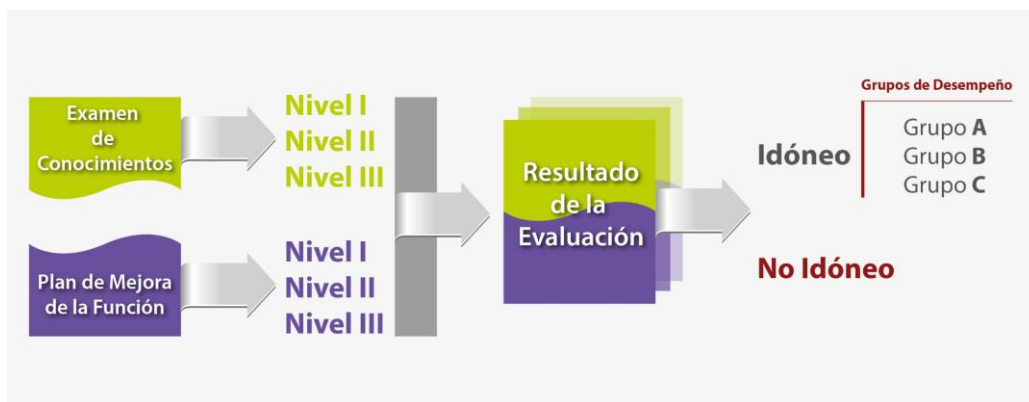 Examen
de
Conocimientos
Nivel I
Nivel II
Nivel III
Plan de Mejora
de la Función
Nivel I
Nivel II
Nivel III
Resultado
de la
Evaluación
Idóneo
Grupos de Desempeño
Grupo A
Grupo B
Grupo C
No Idóneo